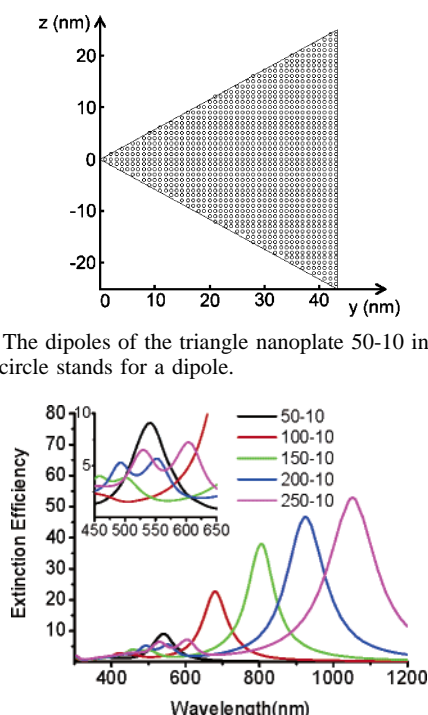 z (nm)
20
10
0
-10
-20
0 10 20 30 40
y (nm)
The dipoles of the triangle nanoplate 50-10 in
circle stands for a dipole.
80
70
60
50
40
30
20
10
Extinction Efficiency
10
5
450 500 550 600 650
50-10
100-10
150-10
200-10
250-10
400 600 800 1000 1200
Wavelength(nm)